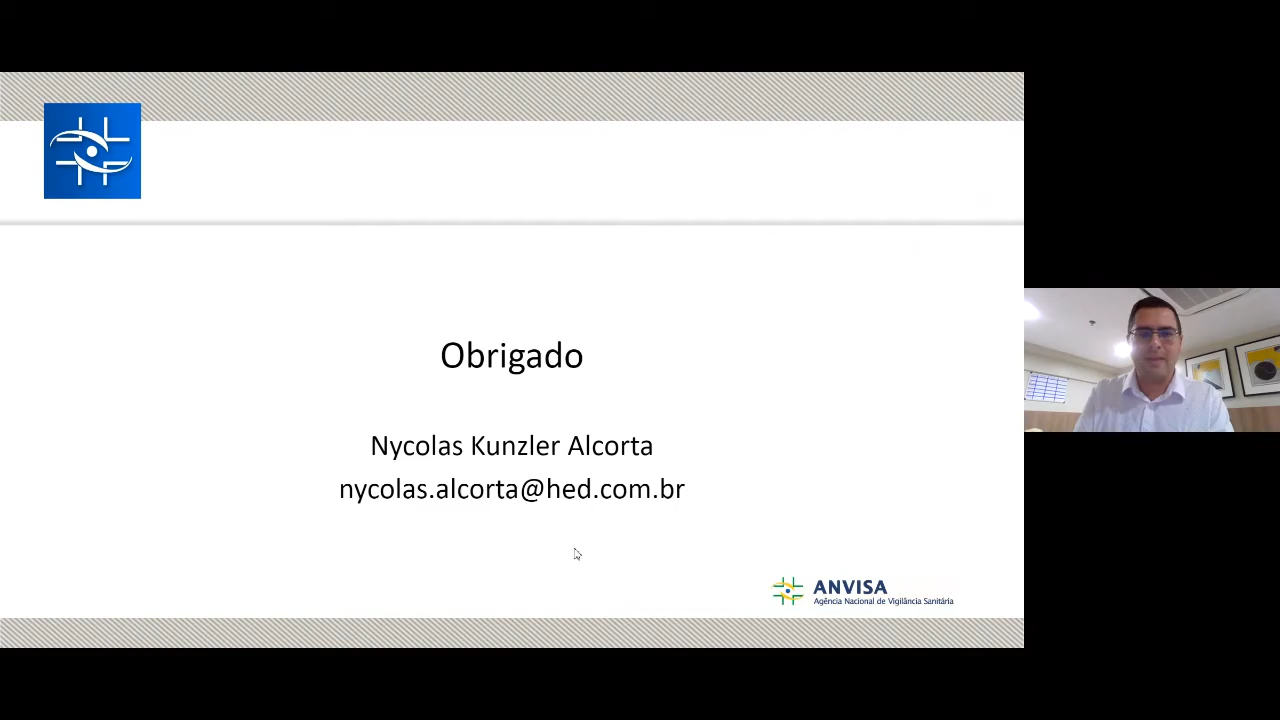 Obrigado
Nycolas Kunzler Alcorta
nycolas.alcorta@hed.com.br
ANVISA
Agência Nacional de Vigilância Sanitária